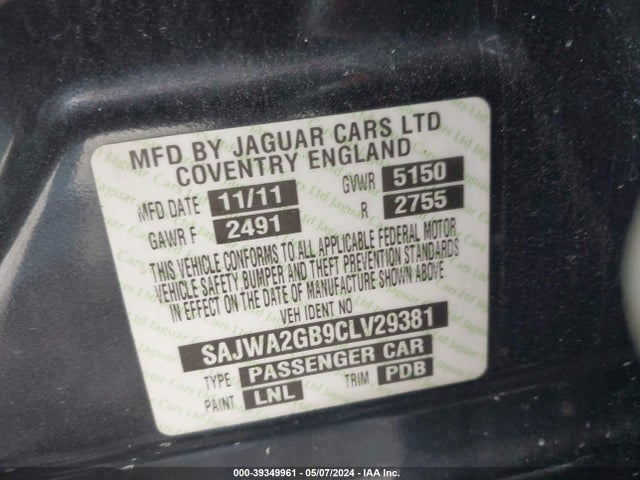 MFD BY JAGUAR CARS LTD
COVENTRY ENGLAND
MFD DATE 11/11 GVWR 5150
GAWR F 2491 R 2755
THIS VEHICLE CONFORMS TO ALL APPLICABLE FEDERAL MOTOR
VEHICLE SAFETY, BUMPER AND THEFT PREVENTION STANDARDS
IN EFFECT ON THE DATE OF MANUFACTURE SHOWN ABOVE
VEH IDENT NO
SAJWA2GB9CLV29381
TYPE PASSENGER CAR
PAINT LNL TRIM PDB
000-39349961 - 05/07/2024 - IAA Inc.